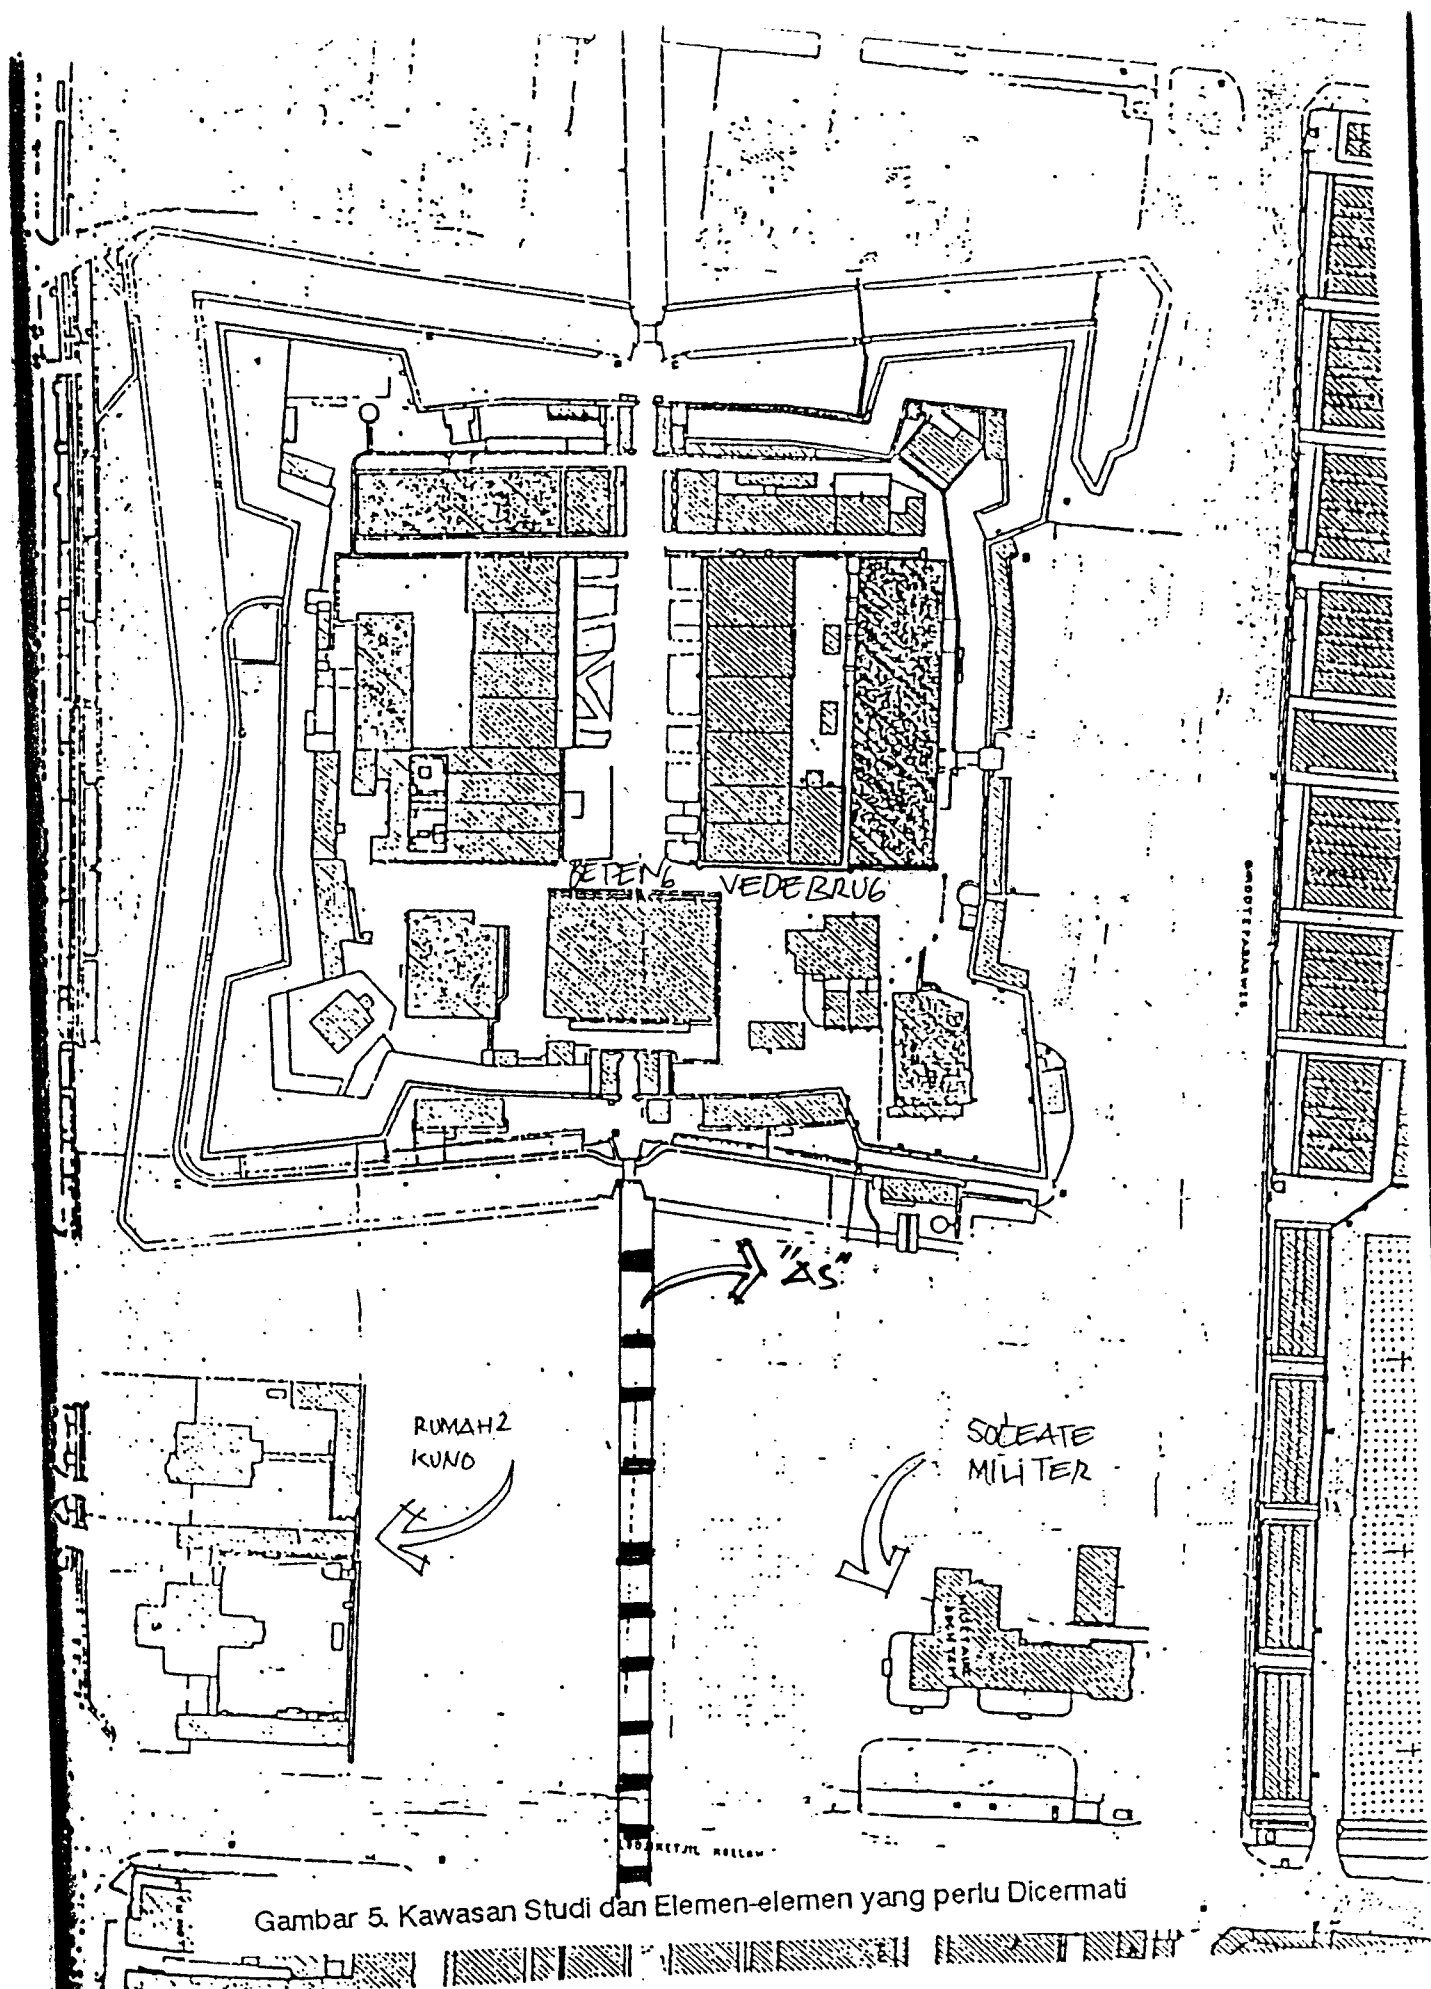 BETENG VEDEBRUG
"AS"
RUMAH2
KUNO
SOCEATE
MILITER
Gambar 5. Kawasan Studi dan Elemen-elemen yang perlu Dicermati